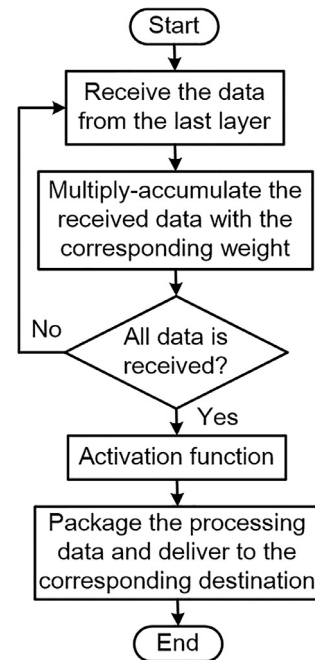 Start
Receive the data
from the last layer
Multiply-accumulate the
received data with the
corresponding weight
No
All data is
received?
Yes
Activation function
Package the processing
data and deliver to the
corresponding destination
End